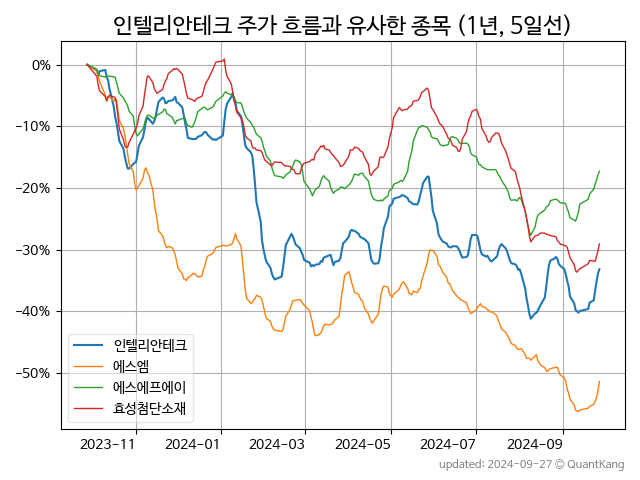 인텔리안테크 주가 흐름과 유사한 종목 (1년, 5일선)
0%
−10%
−20%
−30%
−40%
−50%
인텔리안테크
에스엠
에스에프에이
효성첨단소재
2023-11 2024-01 2024-03 2024-05 2024-07 2024-09
updated: 2024-09-27 © QuantKang